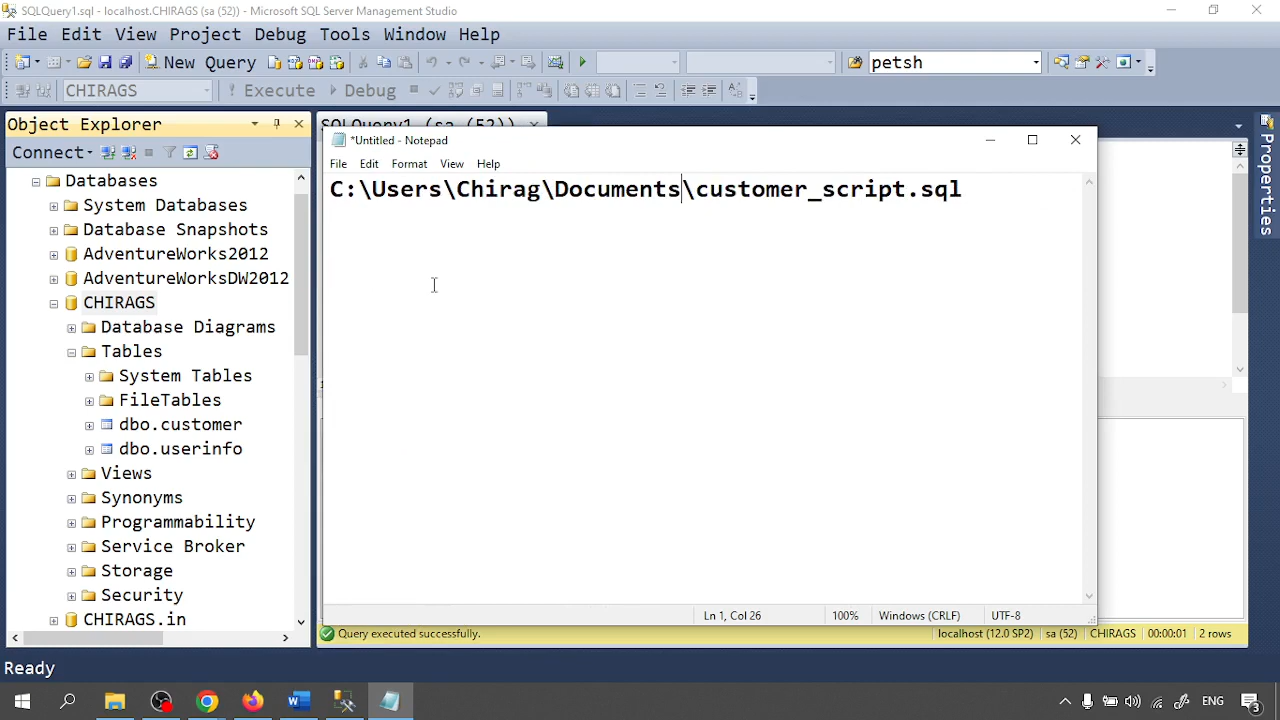 SQLQuery1.sql - localhost.CHIRAGS (sa (52)) - Microsoft SQL Server Management Studio
File Edit View Project Debug Tools Window Help
New Query petsh
CHIRAGS Execute Debug
Object Explorer
SQLQuery1 (sa (52))
Connect
Databases
System Databases
Database Snapshots
AdventureWorks2012
AdventureWorksDW2012
CHIRAGS
Database Diagrams
Tables
System Tables
FileTables
dbo.customer
dbo.userinfo
Views
Synonyms
Programmability
Service Broker
Storage
Security
CHIRAGS.in
*Untitled - Notepad
File Edit Format View Help
C:\Users\Chirag\Documents\customer_script.sql
Ln 1, Col 26 100% Windows (CRLF) UTF-8
Properties
Query executed successfully. localhost (12.0 SP2) sa (52) CHIRAGS 00:00:01 2 rows
Ready
ENG
3